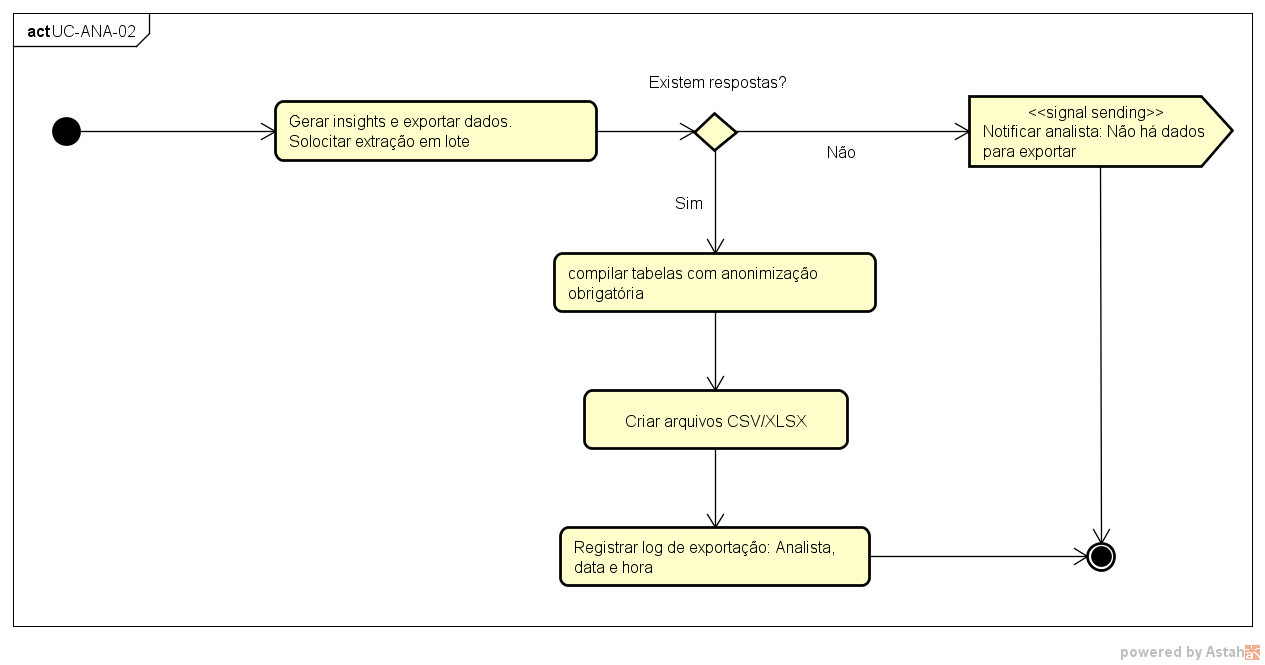 act UC-ANA-02
Existem respostas?
Gerar insights e exportar dados.
Solocitar extração em lote
<<signal sending>>
Notificar analista: Não há dados
para exportar
Não
Sim
compilar tabelas com anonimização
obrigatória
Criar arquivos CSV/XLSX
Registrar log de exportação: Analista,
data e hora
powered by Astah